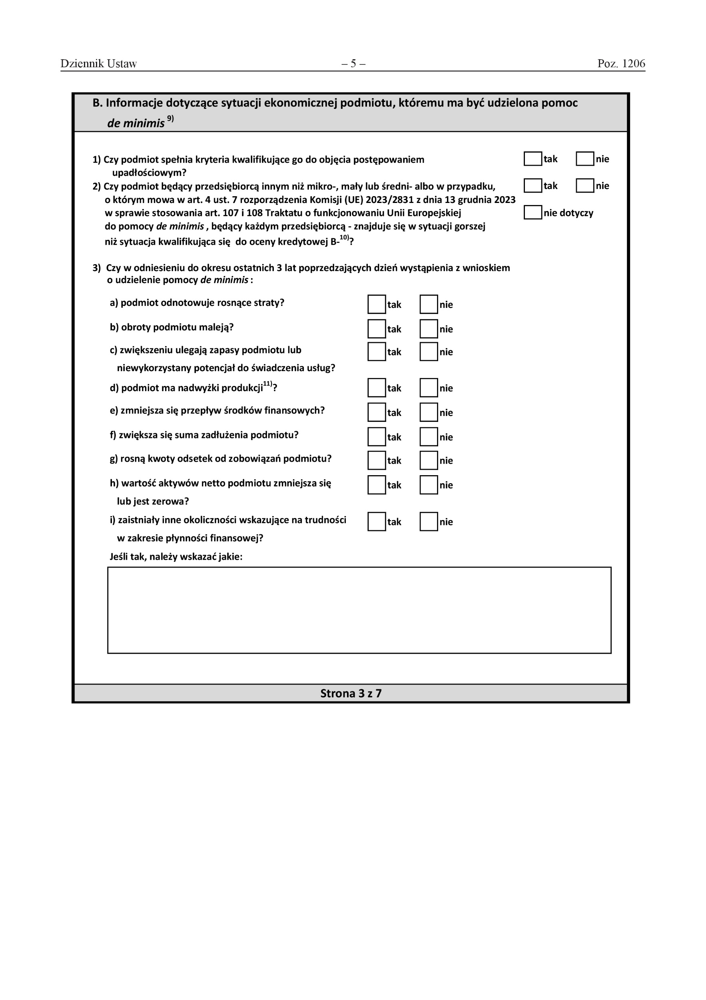 Dziennik Ustaw – 5 – Poz. 1206
B. Informacje dotyczące sytuacji ekonomicznej podmiotu, któremu ma być udzielona pomoc
de minimis 9)
1) Czy podmiot spełnia kryteria kwalifikujące go do objęcia postępowaniem tak nie
upadłościowym?
2) Czy podmiot będący przedsiębiorcą innym niż mikro-, mały lub średni- albo w przypadku, tak nie
o którym mowa w art. 4 ust. 7 rozporządzenia Komisji (UE) 2023/2831 z dnia 13 grudnia 2023
w sprawie stosowania art. 107 i 108 Traktatu o funkcjonowaniu Unii Europejskiej nie dotyczy
do pomocy de minimis , będący każdym przedsiębiorcą - znajduje się w sytuacji gorszej
niż sytuacja kwalifikująca się do oceny kredytowej B-10)?
3) Czy w odniesieniu do okresu ostatnich 3 lat poprzedzających dzień wystąpienia z wnioskiem
o udzielenie pomocy de minimis :
a) podmiot odnotowuje rosnące straty? tak nie
b) obroty podmiotu maleją? tak nie
c) zwiększeniu ulegają zapasy podmiotu lub tak nie
niewykorzystany potencjał do świadczenia usług?
d) podmiot ma nadwyżki produkcji11)? tak nie
e) zmniejsza się przepływ środków finansowych? tak nie
f) zwiększa się suma zadłużenia podmiotu? tak nie
g) rosną kwoty odsetek od zobowiązań podmiotu? tak nie
h) wartość aktywów netto podmiotu zmniejsza się tak nie
lub jest zerowa?
i) zaistniały inne okoliczności wskazujące na trudności tak nie
w zakresie płynności finansowej?
Jeśli tak, należy wskazać jakie:
Strona 3 z 7